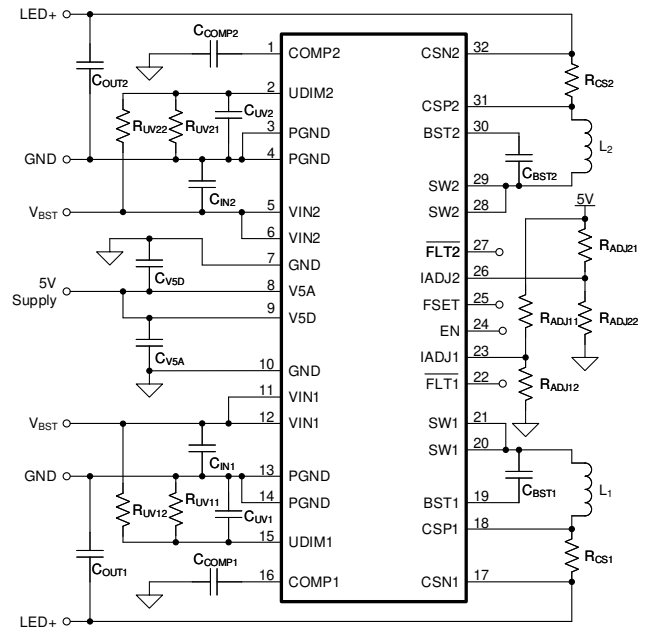 LED+
C_COMP2
1
COMP2
CSN2
32
C_OUT2
R_CS2
2
UDIM2
CSP2
31
R_UV22
R_UV21
C_UV2
3
PGND
BST2
30
L_2
GND
4
PGND
C_BST2
C_IN2
SW2
29
V_BST
5
VIN2
SW2
28
5V
6
VIN2
FLT2
27
R_ADJ21
7
GND
IADJ2
26
C_V5D
5V
Supply
8
V5A
FSET
25
9
V5D
EN
24
R_ADJ11
R_ADJ22
C_V5A
IADJ1
23
10
GND
FLT1
22
R_ADJ12
11
VIN1
V_BST
12
VIN1
SW1
21
C_IN1
SW1
20
GND
13
PGND
C_BST1
L_1
R_UV12
R_UV11
14
PGND
BST1
19
C_UV1
15
UDIM1
CSP1
18
C_OUT1
C_COMP1
R_CS1
16
COMP1
CSN1
17
LED+